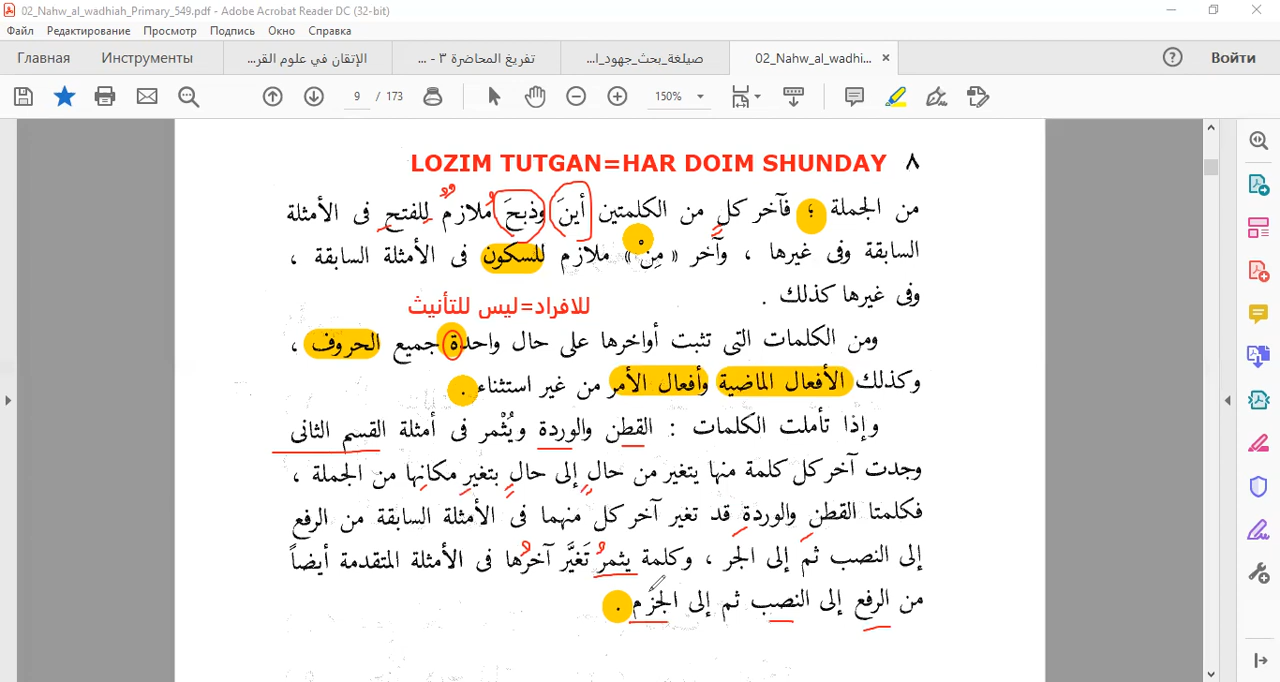 02_Nahw_al_wadhiah_Primary_549.pdf - Adobe Acrobat Reader DC (32-bit)
Файл Редактирование Просмотр Подпись Окно Справка
Главная Инструменты الإتقان في علوم القر... تفريغ المحاضرة ٣ - ... صيلغة_بحث_جهود_ا... 02_Nahw_al_wadhi... × Войти
9 / 173 150%
LOZIM TUTGAN=HAR DOIM SHUNDAY ٨
من الجملة ؛ فآخر كل من الكلمتين أينَ وذبحَ مُلازمٌ للفتح فى الأمثلة
السابقة وفى غيرها ، وآخر « مِنْ » ملازم للسكون فى الأمثلة السابقة ،
وفى غيرها كذلك .
للافراد=ليس للتأنيث
ومن الكلمات التى تثبت أواخرها على حال واحدة جميع الحروف ،
وكذلك الأفعال الماضية وأفعال الأمر من غير استثناء .
وإذا تأملت الكلمات : القطن والوردة ويُثْمر فى أمثلة القسم الثانى
وجدت آخر كل كلمة منها يتغير من حالٍ إلى حالٍ بتغيرِ مكانِها من الجملة ،
فكلمتا القطنِ والوردةِ قد تغير آخر كل منهما فى الأمثلة السابقة من الرفع
إلى النصب ثم إلى الجر ، وكلمة يثمرُ تَغيَّر آخرُها فى الأمثلة المتقدمة أيضاً
من الرفع إلى النصب ثم إلى الجزم .